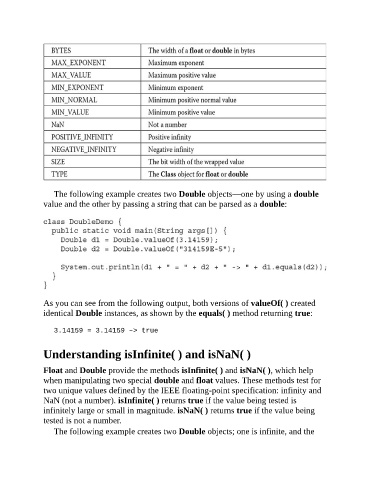 BYTES The width of a float or double in bytes
MAX_EXPONENT Maximum exponent
MAX_VALUE Maximum positive value
MIN_EXPONENT Minimum exponent
MIN_NORMAL Minimum positive normal value
MIN_VALUE Minimum positive value
NaN Not a number
POSITIVE_INFINITY Positive infinity
NEGATIVE_INFINITY Negative infinity
SIZE The bit width of the wrapped value
TYPE The Class object for float or double
The following example creates two Double objects—one by using a double
value and the other by passing a string that can be parsed as a double:
class DoubleDemo {
public static void main(String args[]) {
Double d1 = Double.valueOf(3.14159);
Double d2 = Double.valueOf("314159E-5");
System.out.println(d1 + " = " + d2 + " -> " + d1.equals(d2));
}
}
As you can see from the following output, both versions of valueOf( ) created
identical Double instances, as shown by the equals( ) method returning true:
3.14159 = 3.14159 -> true
Understanding isInfinite( ) and isNaN( )
Float and Double provide the methods isInfinite( ) and isNaN( ), which help
when manipulating two special double and float values. These methods test for
two unique values defined by the IEEE floating-point specification: infinity and
NaN (not a number). isInfinite( ) returns true if the value being tested is
infinitely large or small in magnitude. isNaN( ) returns true if the value being
tested is not a number.
The following example creates two Double objects; one is infinite, and the